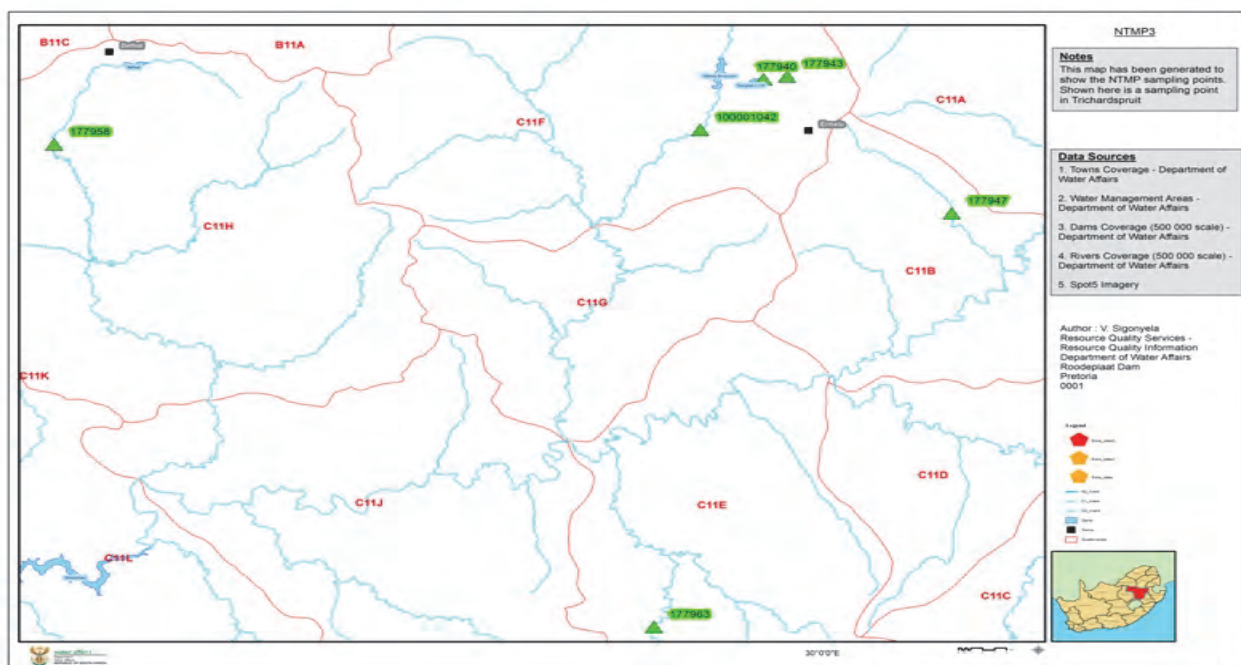 NTMP3
B11C
Bethal
B11A
177940
177943
C11A
177958
C11F
100001042
Ermelo
177947
C11H
C11B
C11G
C11K
C11J
C11E
C11D
C11L
C11C
177963
30°0'0"E
Notes
This map has been generated to
show the NTMP sampling points.
Shown here is a sampling point
in Trichardspruit
Data Sources
1. Towns Coverage - Department of
Water Affairs
2. Water Management Areas -
Department of Water Affairs
3. Dams Coverage (500 000 scale) -
Department of Water Affairs
4. Rivers Coverage (500 000 scale) -
Department of Water Affairs
5. Spot5 Imagery
Author : V. Sigonyela
Resource Quality Services -
Resource Quality Information
Department of Water Affairs
Roodeplaat Dam
Pretoria
0001
Legend
water affairs